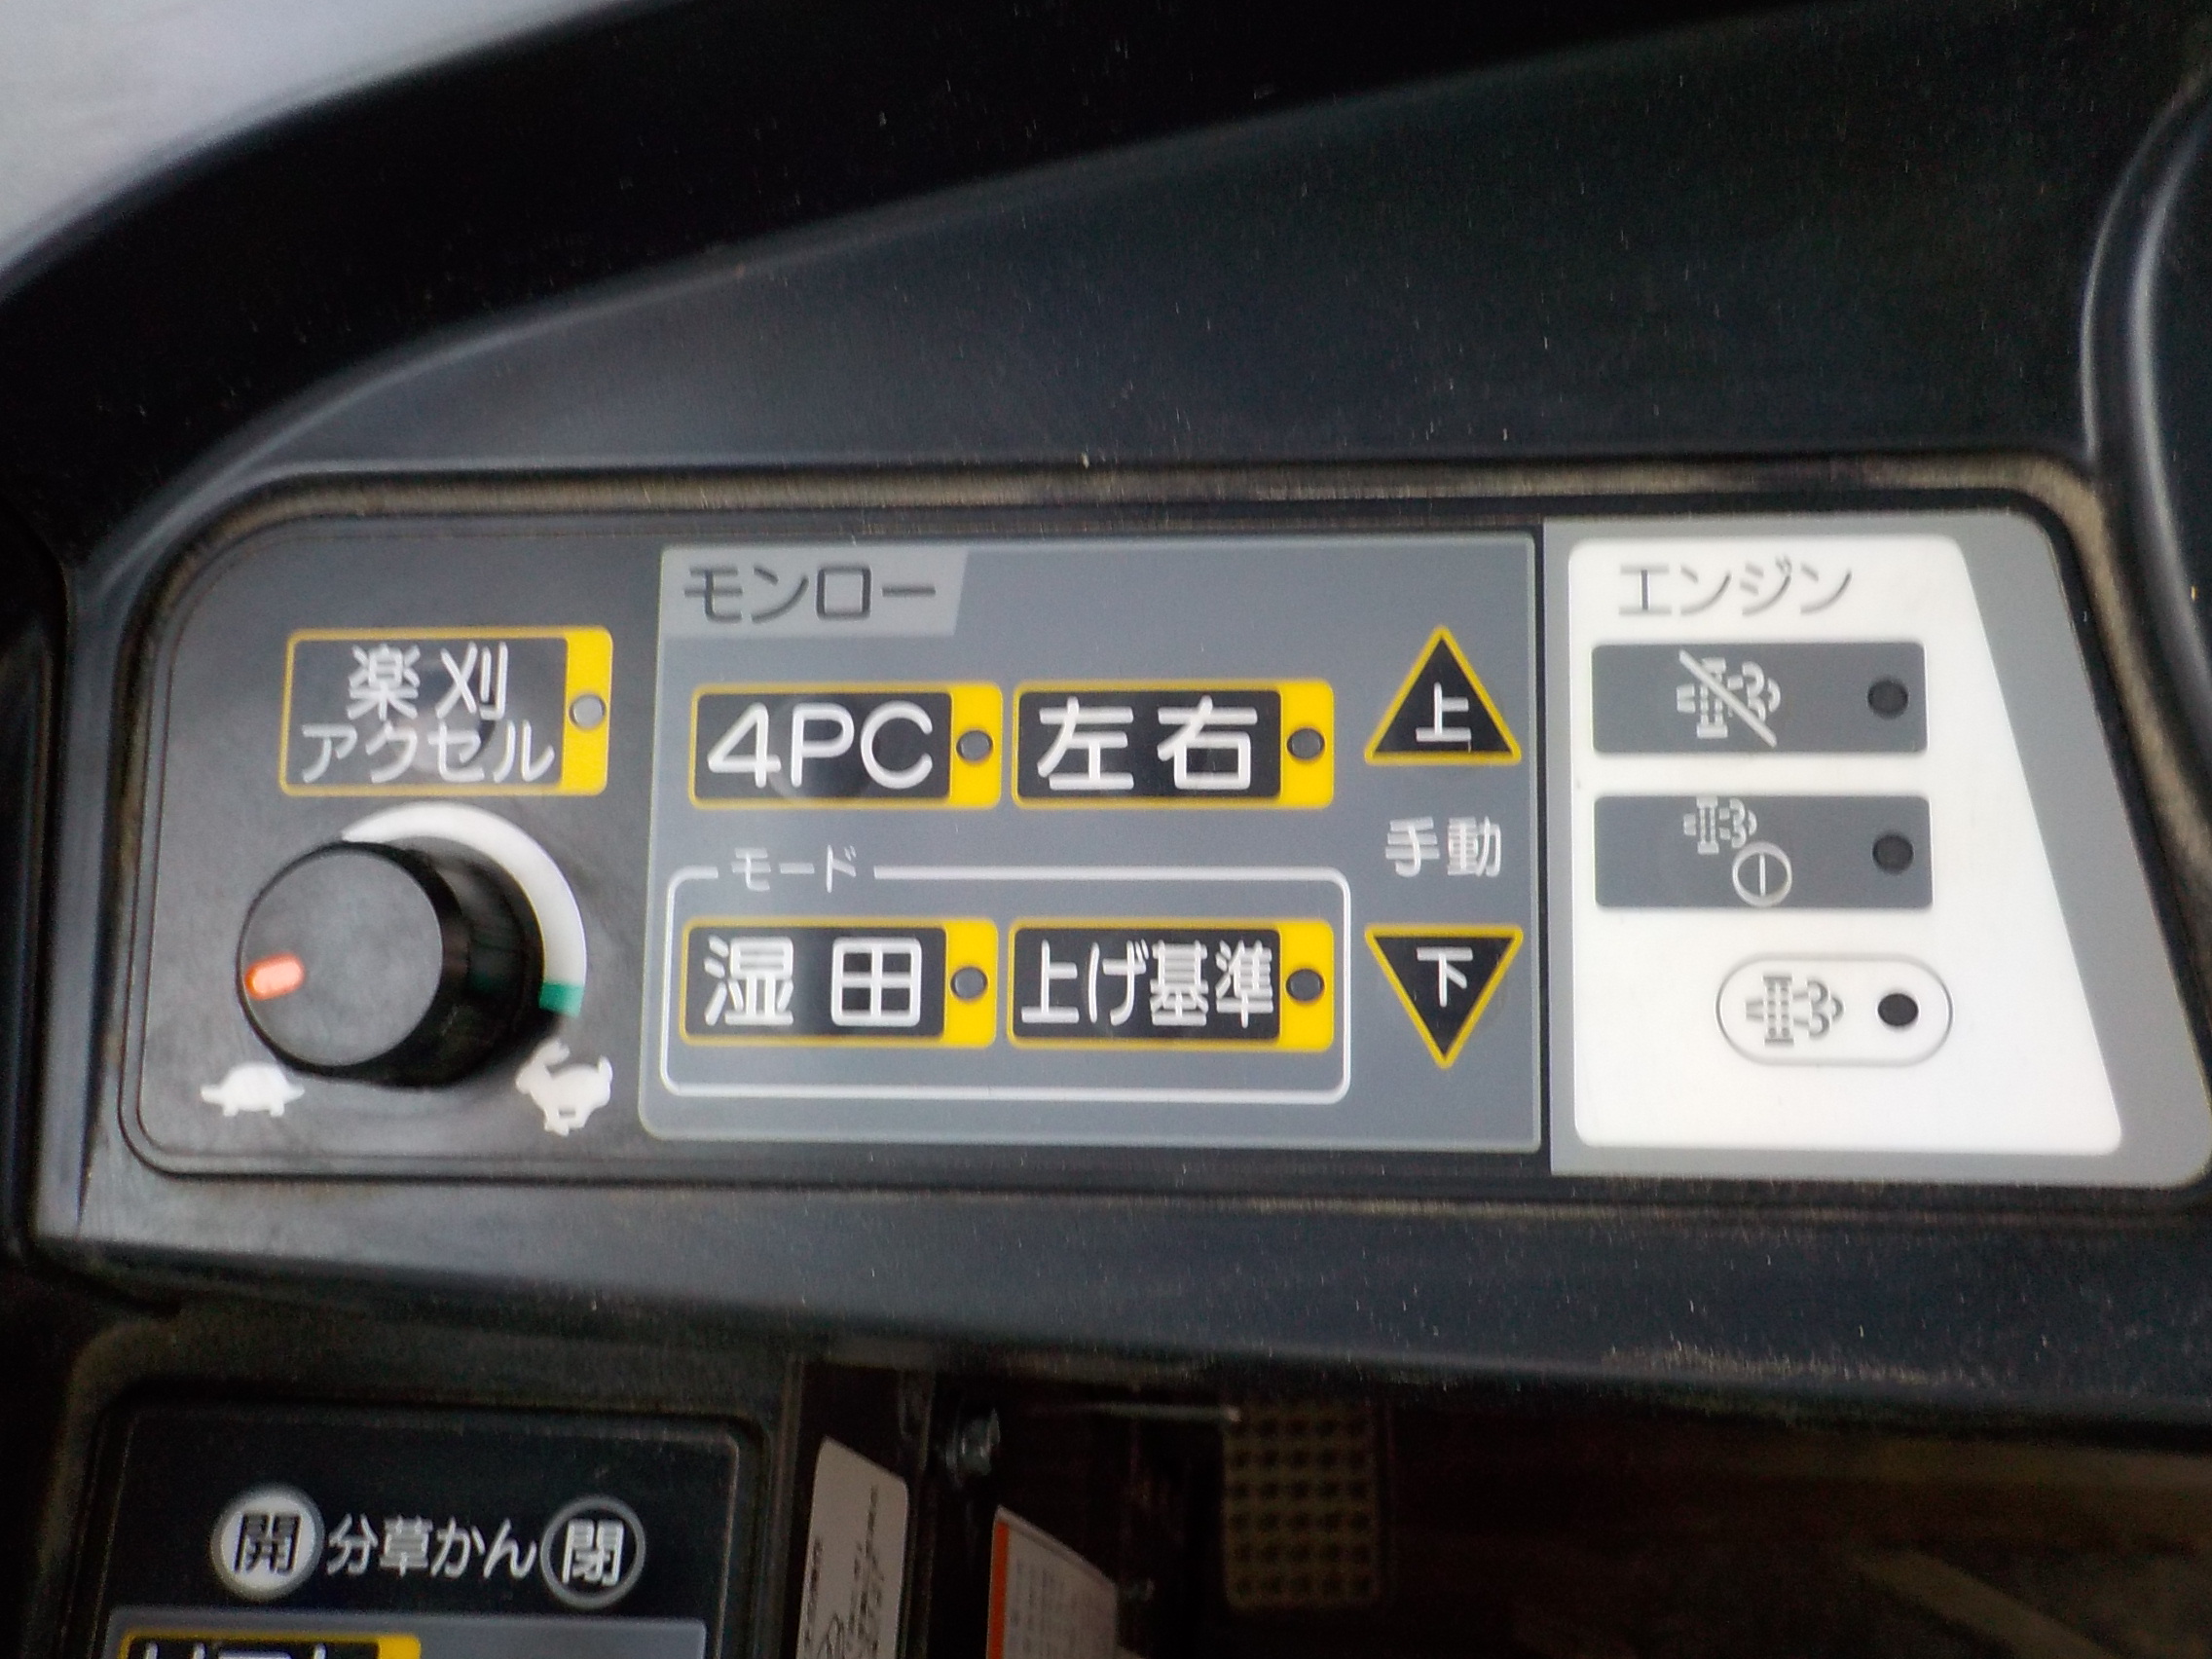 楽刈
アクセル
モンロー
4PC
左右
上
手動
モード
湿田
上げ基準
下
エンジン
開 分草かん 閉